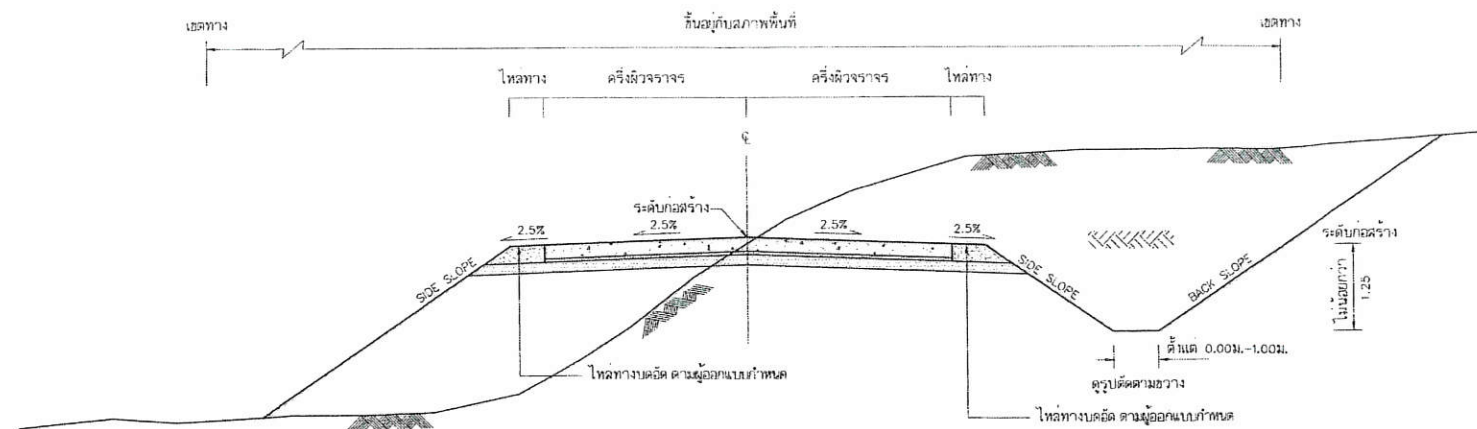 ขึ้นอยู่กับสภาพพื้นที่
เขตทาง
เขตทาง
ไหล่ทาง
ครึ่งผิวจราจร
ครึ่งผิวจราจร
ไหล่ทาง
℄
ระดับก่อสร้าง
2.5%
2.5%
2.5%
2.5%
ระดับก่อสร้าง
SIDE SLOPE
SIDE SLOPE
BACK SLOPE
ไม่น้อยกว่า
1.25
ตั้งแต่ 0.00ม.-1.00ม.
ไหล่ทางบดอัด ตามผู้ออกแบบกำหนด
ดูรูปตัดตามขวาง
ไหล่ทางบดอัด ตามผู้ออกแบบกำหนด